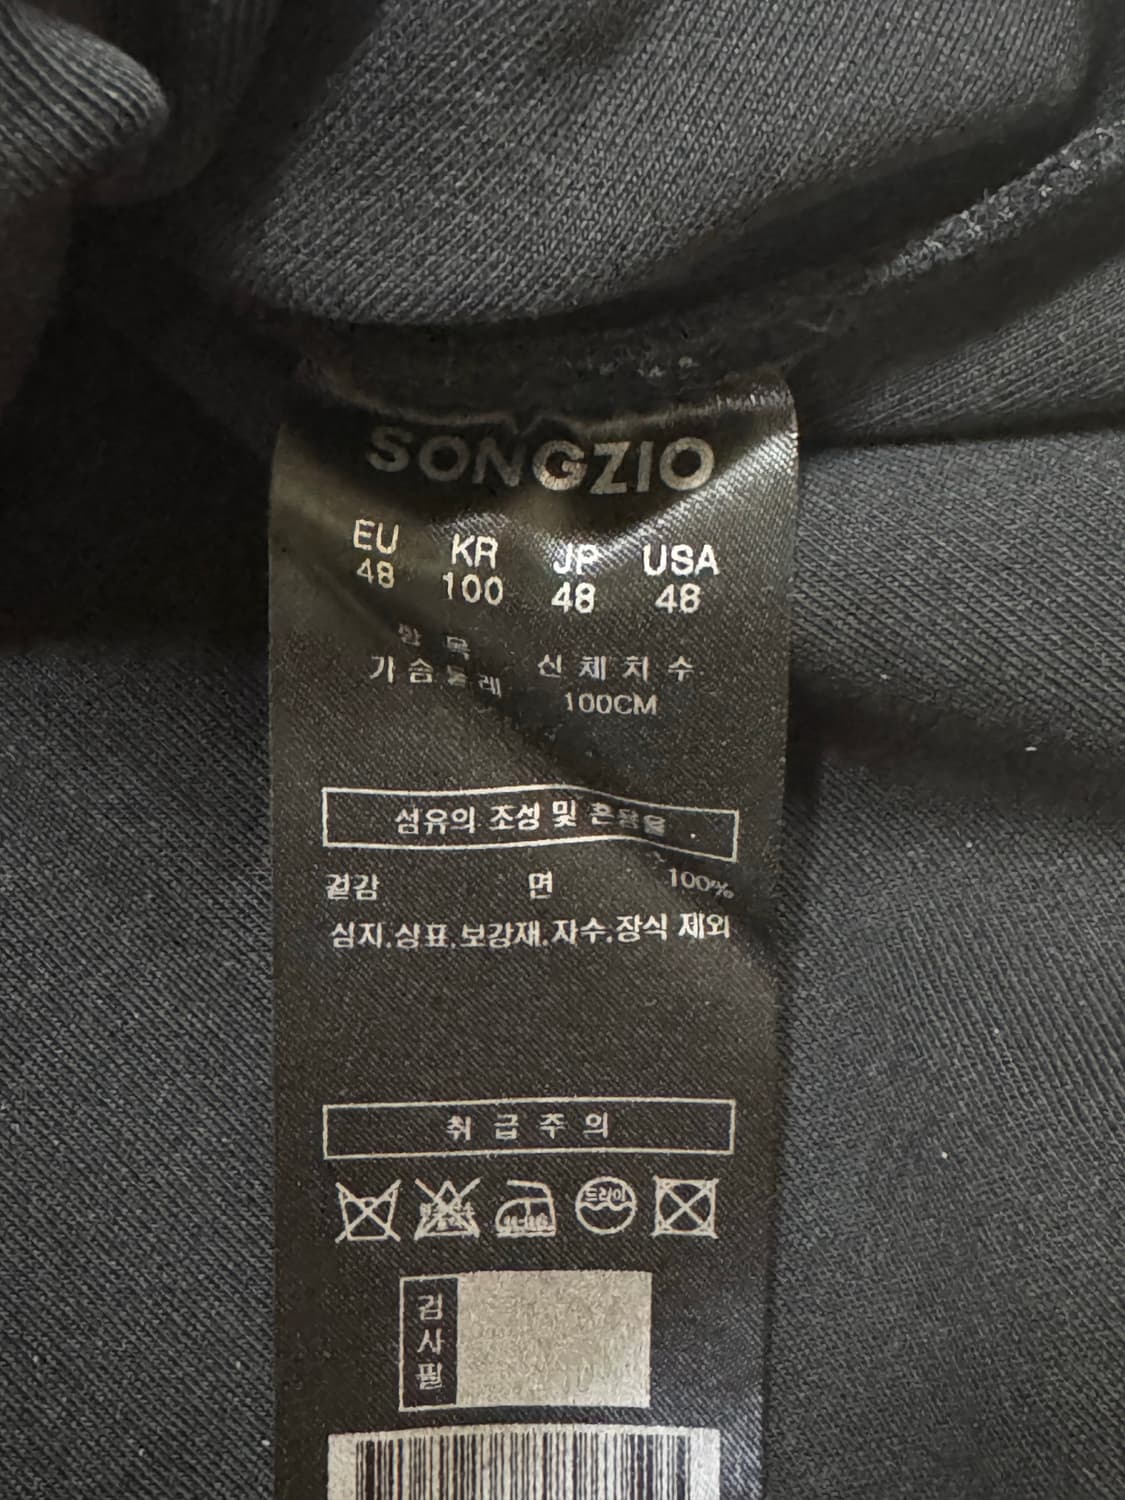 SONGZIO
EU KR JP USA
48 100 48 48
항 목 신 체 치 수
가 슴 둘 레 100CM
섬유의 조성 및 혼용율
겉감 면 100%
심지.상표.보강재.자수.장식 제외
취 급 주 의
드라이
검사필